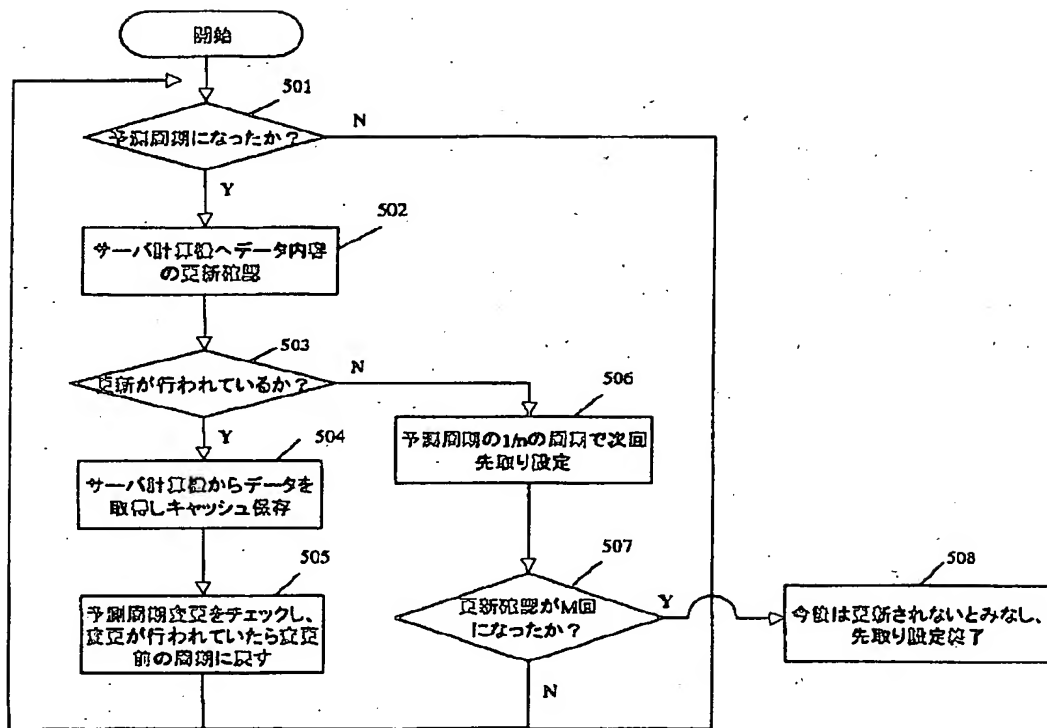 開始
501
予測周期になったか?
N
Y
502
サーバ計算機へデータ内容
の更新確認
503
更新が行われているか?
N
Y
504
サーバ計算機からデータを
取得しキャッシュ保存
505
予測周期変更をチェックし、
変更が行われていたら変更
前の周期に戻す
506
予測周期の1/nの周期で次回
先取り設定
507
更新確認がM回
になったか?
Y
N
508
今後は更新されないとみなし、
先取り設定終了